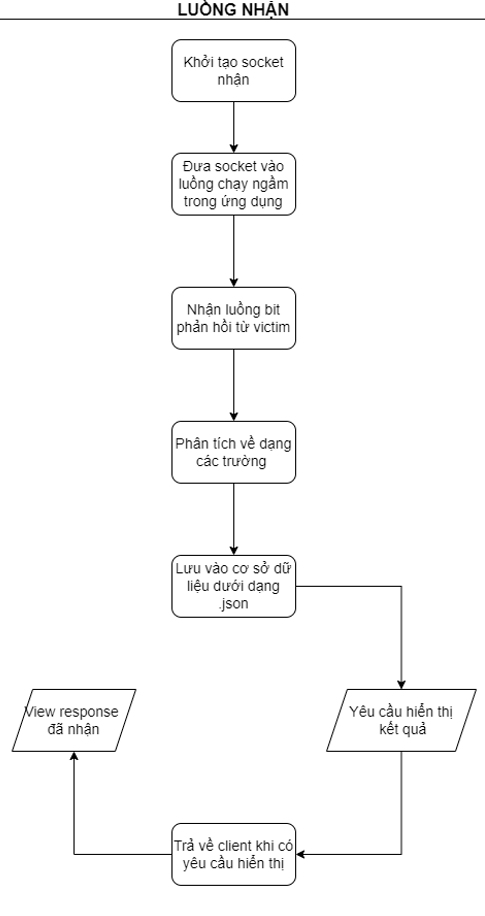 LUỒNG NHẬN
Khởi tạo socket
nhận
Đưa socket vào
luồng chạy ngầm
trong ứng dụng
Nhận luồng bit
phản hồi từ victim
Phân tích về dạng
các trường
Lưu vào cơ sở dữ
liệu dưới dạng
.json
View response
đã nhận
Yêu cầu hiển thị
kết quả
Trả về client khi có
yêu cầu hiển thị